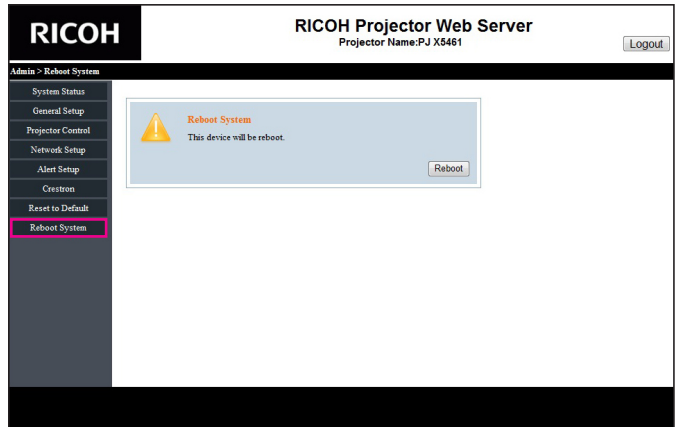 RICOH
RICOH Projector Web Server
Projector Name:PJ X5461
Logout
Admin > Reboot System
System Status
General Setup
Projector Control
Network Setup
Alert Setup
Crestron
Reset to Default
Reboot System
Reboot System
This device will be reboot.
Reboot